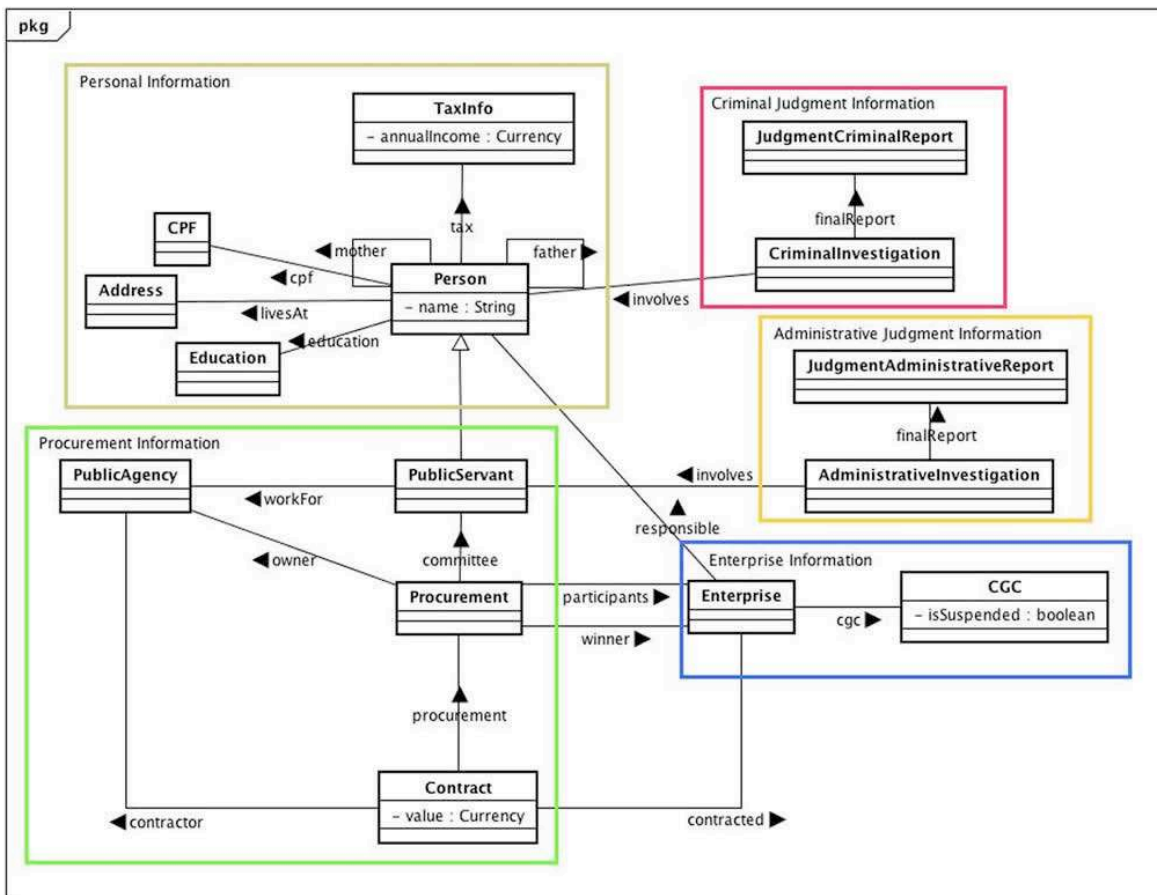 pkg
Personal Information
TaxInfo
- annualIncome : Currency
tax
CPF
mother
father
cpf
Person
- name : String
Address
livesAt
Education
education
Criminal Judgment Information
JudgmentCriminalReport
finalReport
CriminalInvestigation
involves
Administrative Judgment Information
JudgmentAdministrativeReport
finalReport
AdministrativeInvestigation
involves
Procurement Information
PublicAgency
PublicServant
workFor
responsible
owner
committee
Procurement
participants
winner
Enterprise Information
Enterprise
cgc
CGC
- isSuspended : boolean
procurement
Contract
- value : Currency
contractor
contracted